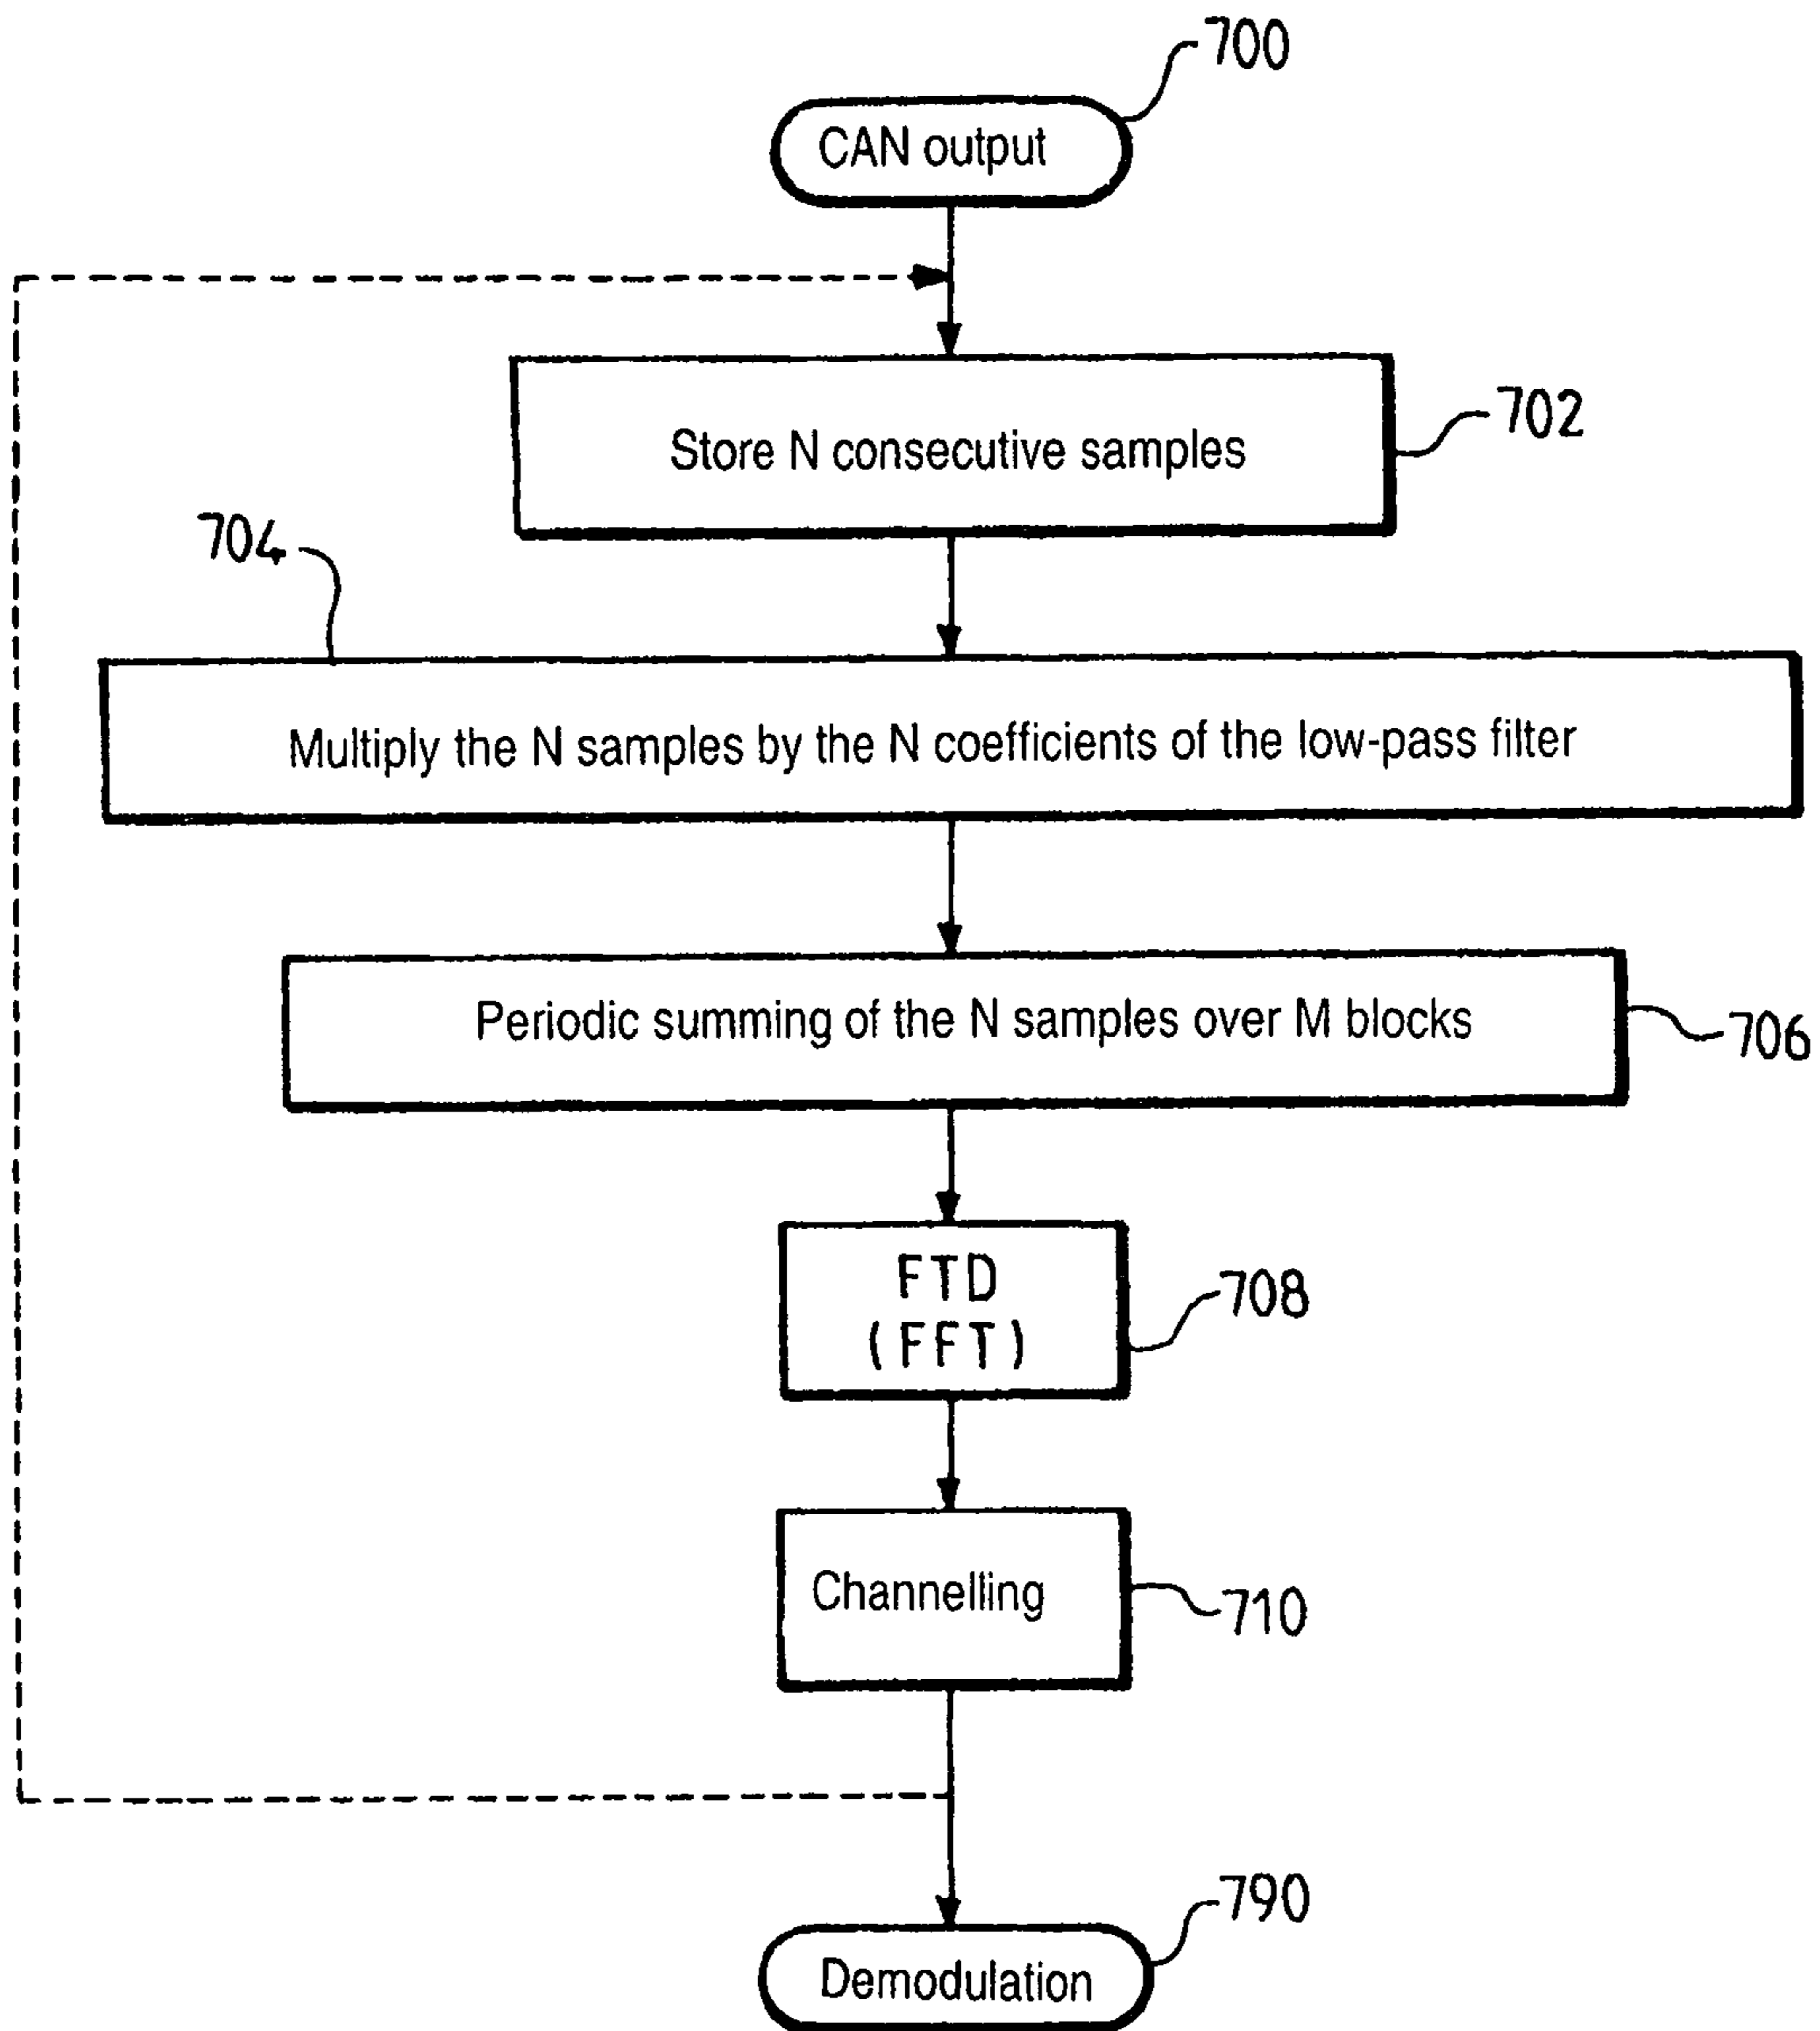 700
CAN output
702
Store N consecutive samples
704
Multiply the N samples by the N coefficients of the low-pass filter
Periodic summing of the N samples over M blocks
706
FTD
(FFT)
708
Channelling
710
790
Demodulation